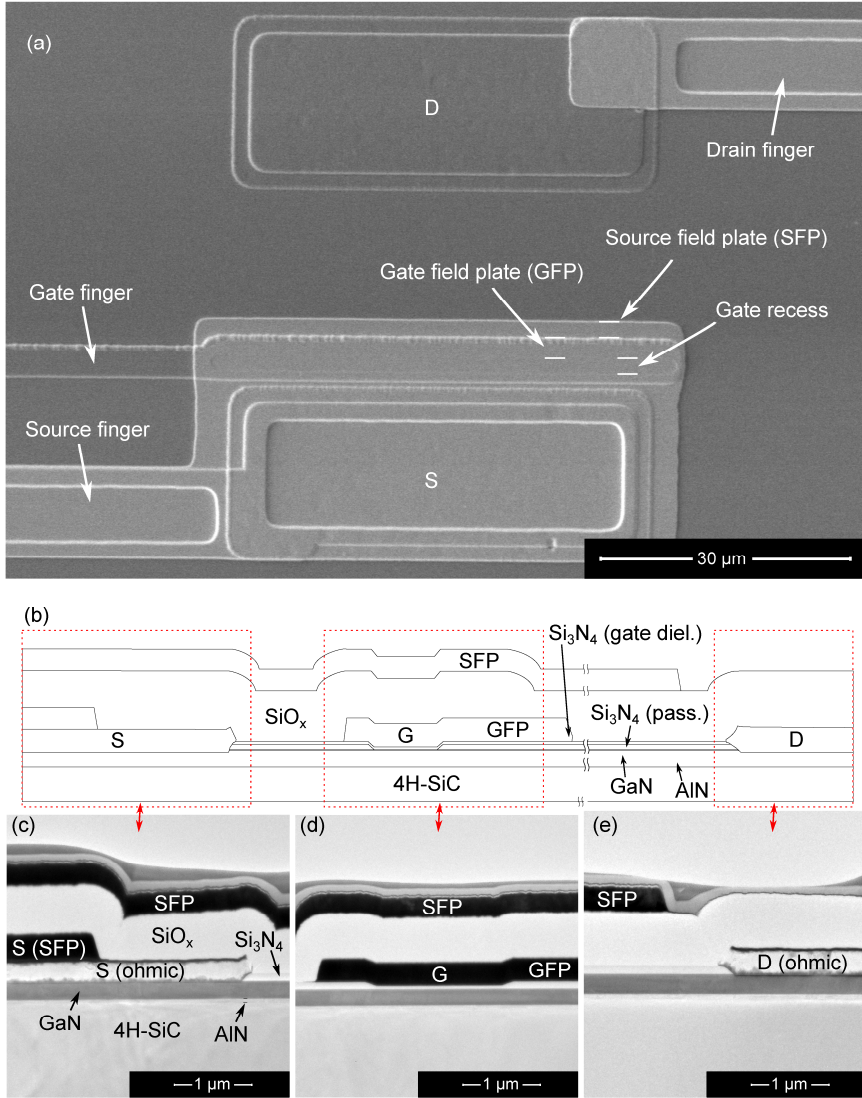 (a)
D
Drain finger
Source field plate (SFP)
Gate field plate (GFP)
Gate finger
Gate recess
Source finger
S
30 µm
(b)
Si₃N₄ (gate diel.)
SFP
SiOₓ
Si₃N₄ (pass.)
S
G
GFP
D
4H-SiC
GaN
AlN
(c)
SFP
SiOₓ
S (SFP)
Si₃N₄
S (ohmic)
GaN
AlN
4H-SiC
1 µm
(d)
SFP
G
GFP
1 µm
(e)
SFP
D (ohmic)
1 µm